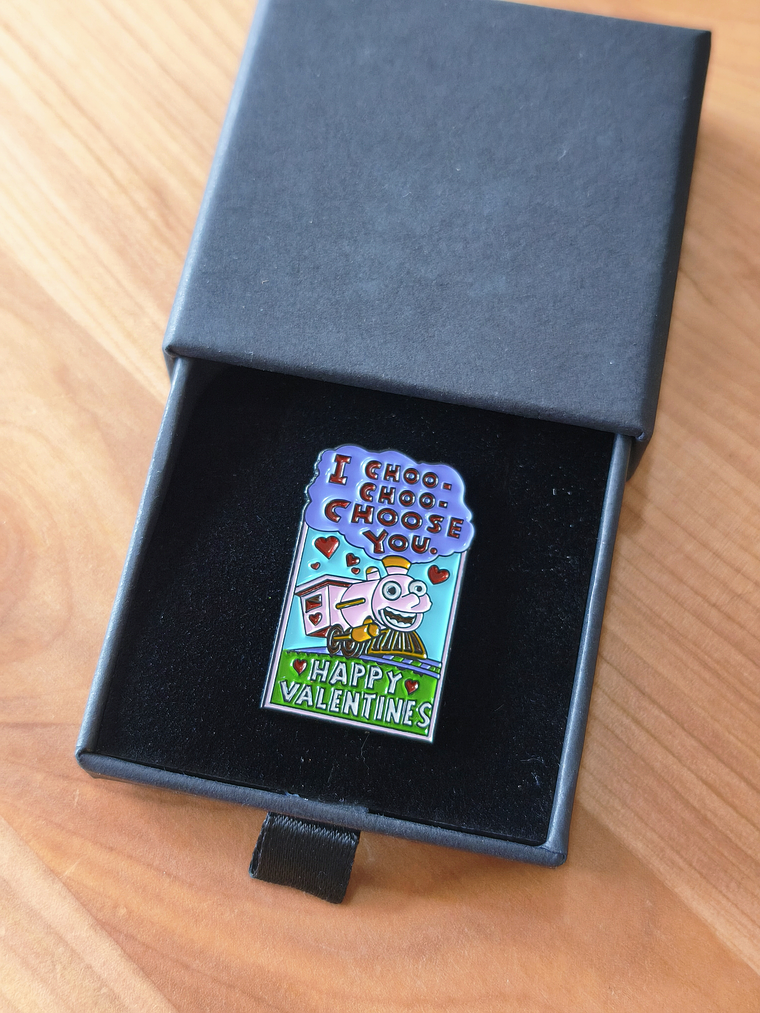 I CHOO-
CHOO-
CHOOSE
YOU.
HAPPY
VALENTINES